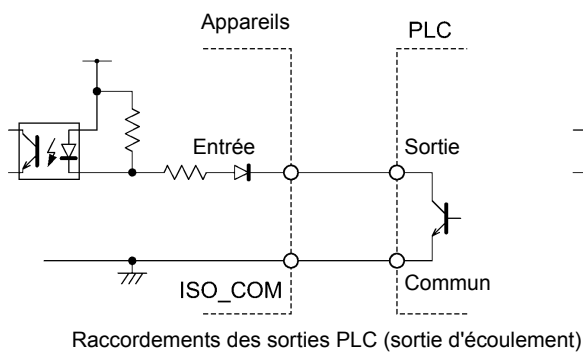 Appareils
PLC
Entrée
Sortie
ISO_COM
Commun
Raccordements des sorties PLC (sortie d'écoulement)